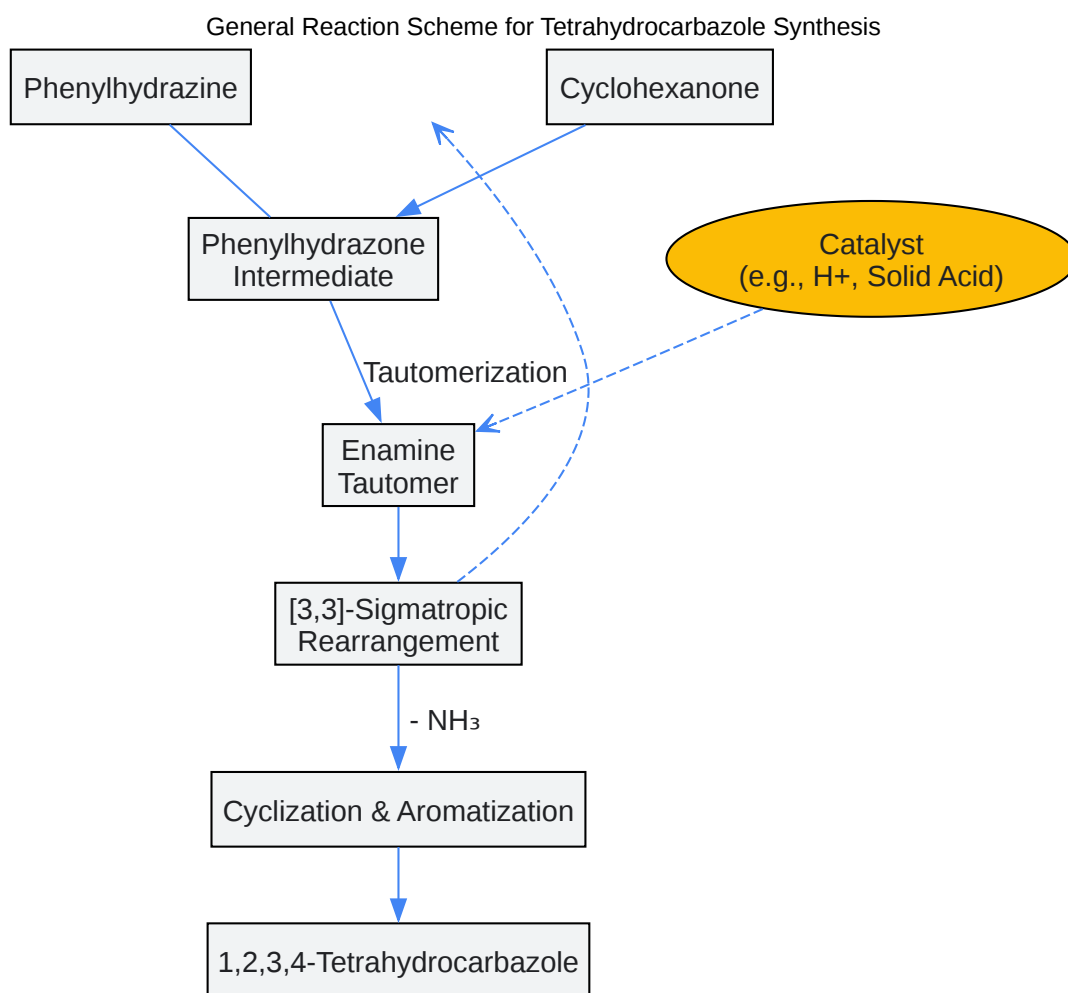 General Reaction Scheme for Tetrahydrocarbazole Synthesis
Phenylhydrazine
Cyclohexanone
Phenylhydrazone
Intermediate
Catalyst
(e.g., H+, Solid Acid)
Tautomerization
Enamine
Tautomer
[3,3]-Sigmatropic
Rearrangement
- NH₃
Cyclization & Aromatization
1,2,3,4-Tetrahydrocarbazole